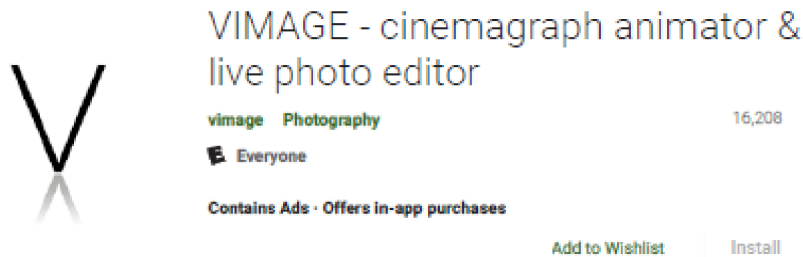 VIMAGE - cinemagraph animator &
live photo editor
vimage Photography 16,208
E Everyone
Contains Ads · Offers in-app purchases
Add to Wishlist Install